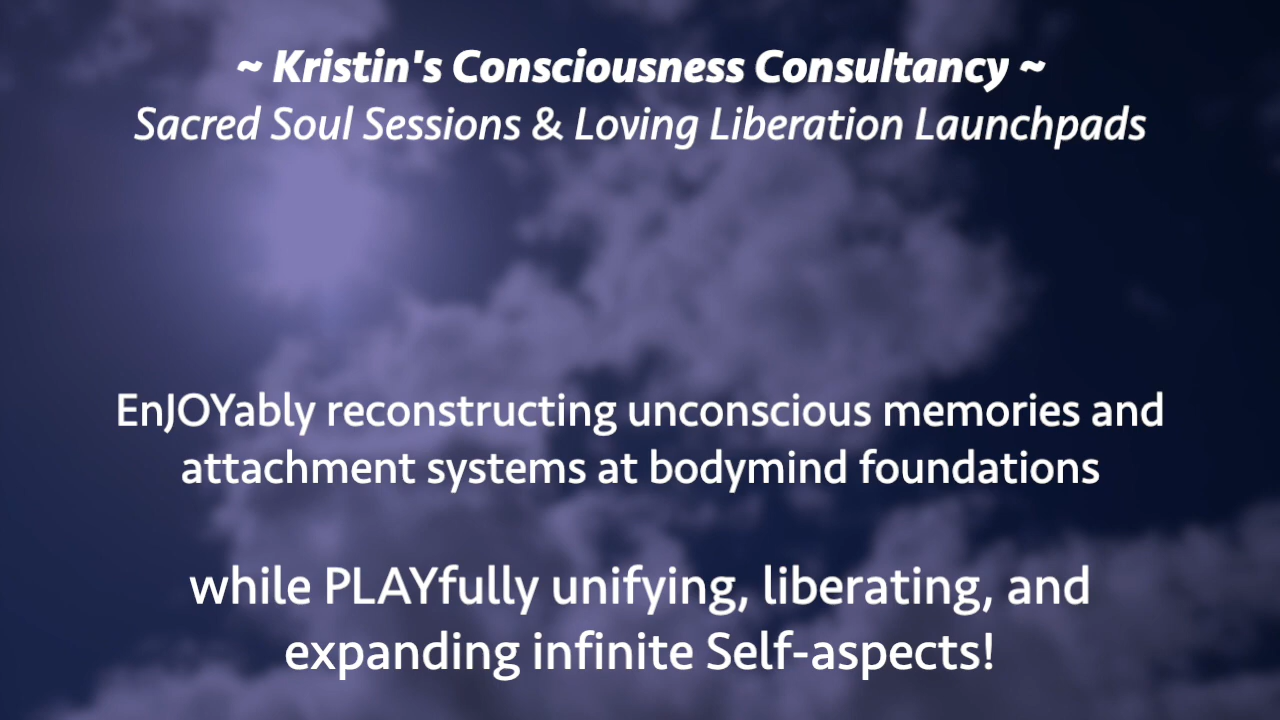 ~ Kristin's Consciousness Consultancy ~
Sacred Soul Sessions & Loving Liberation Launchpads
EnJOYably reconstructing unconscious memories and
attachment systems at bodymind foundations
while PLAYfully unifying, liberating, and
expanding infinite Self-aspects!